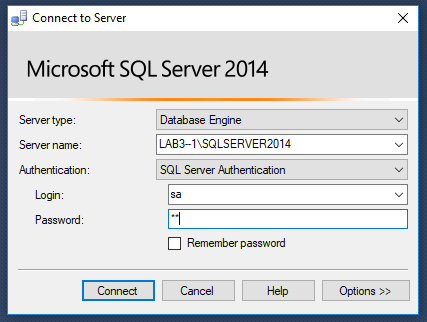 Connect to Server
Microsoft SQL Server 2014
Server type: Database Engine
Server name: LAB3--1\SQLSERVER2014
Authentication: SQL Server Authentication
Login: sa
Password: **
Remember password
Connect Cancel Help Options >>